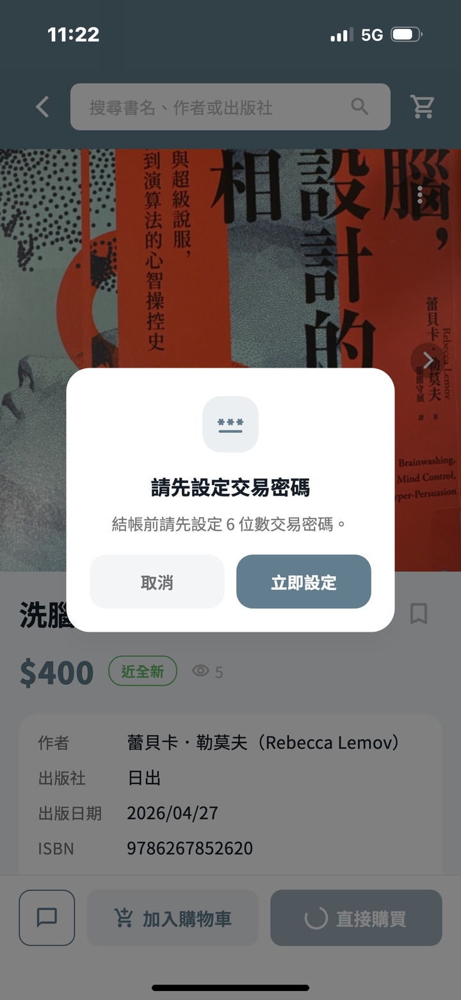 11:22
5G
搜尋書名、作者或出版社
腦，
設計的
相
與超級說服，
到演算法的心智操控史
蕾貝卡．勒莫夫 著
張簡守展 譯
Rebecca Lemov
Brainwashing,
Mind Control,
yper-Persuasion
***
請先設定交易密碼
結帳前請先設定 6 位數交易密碼。
取消
立即設定
洗腦
$400
近全新
5
作者
蕾貝卡．勒莫夫（Rebecca Lemov）
出版社
日出
出版日期
2026/04/27
ISBN
9786267852620
加入購物車
直接購買